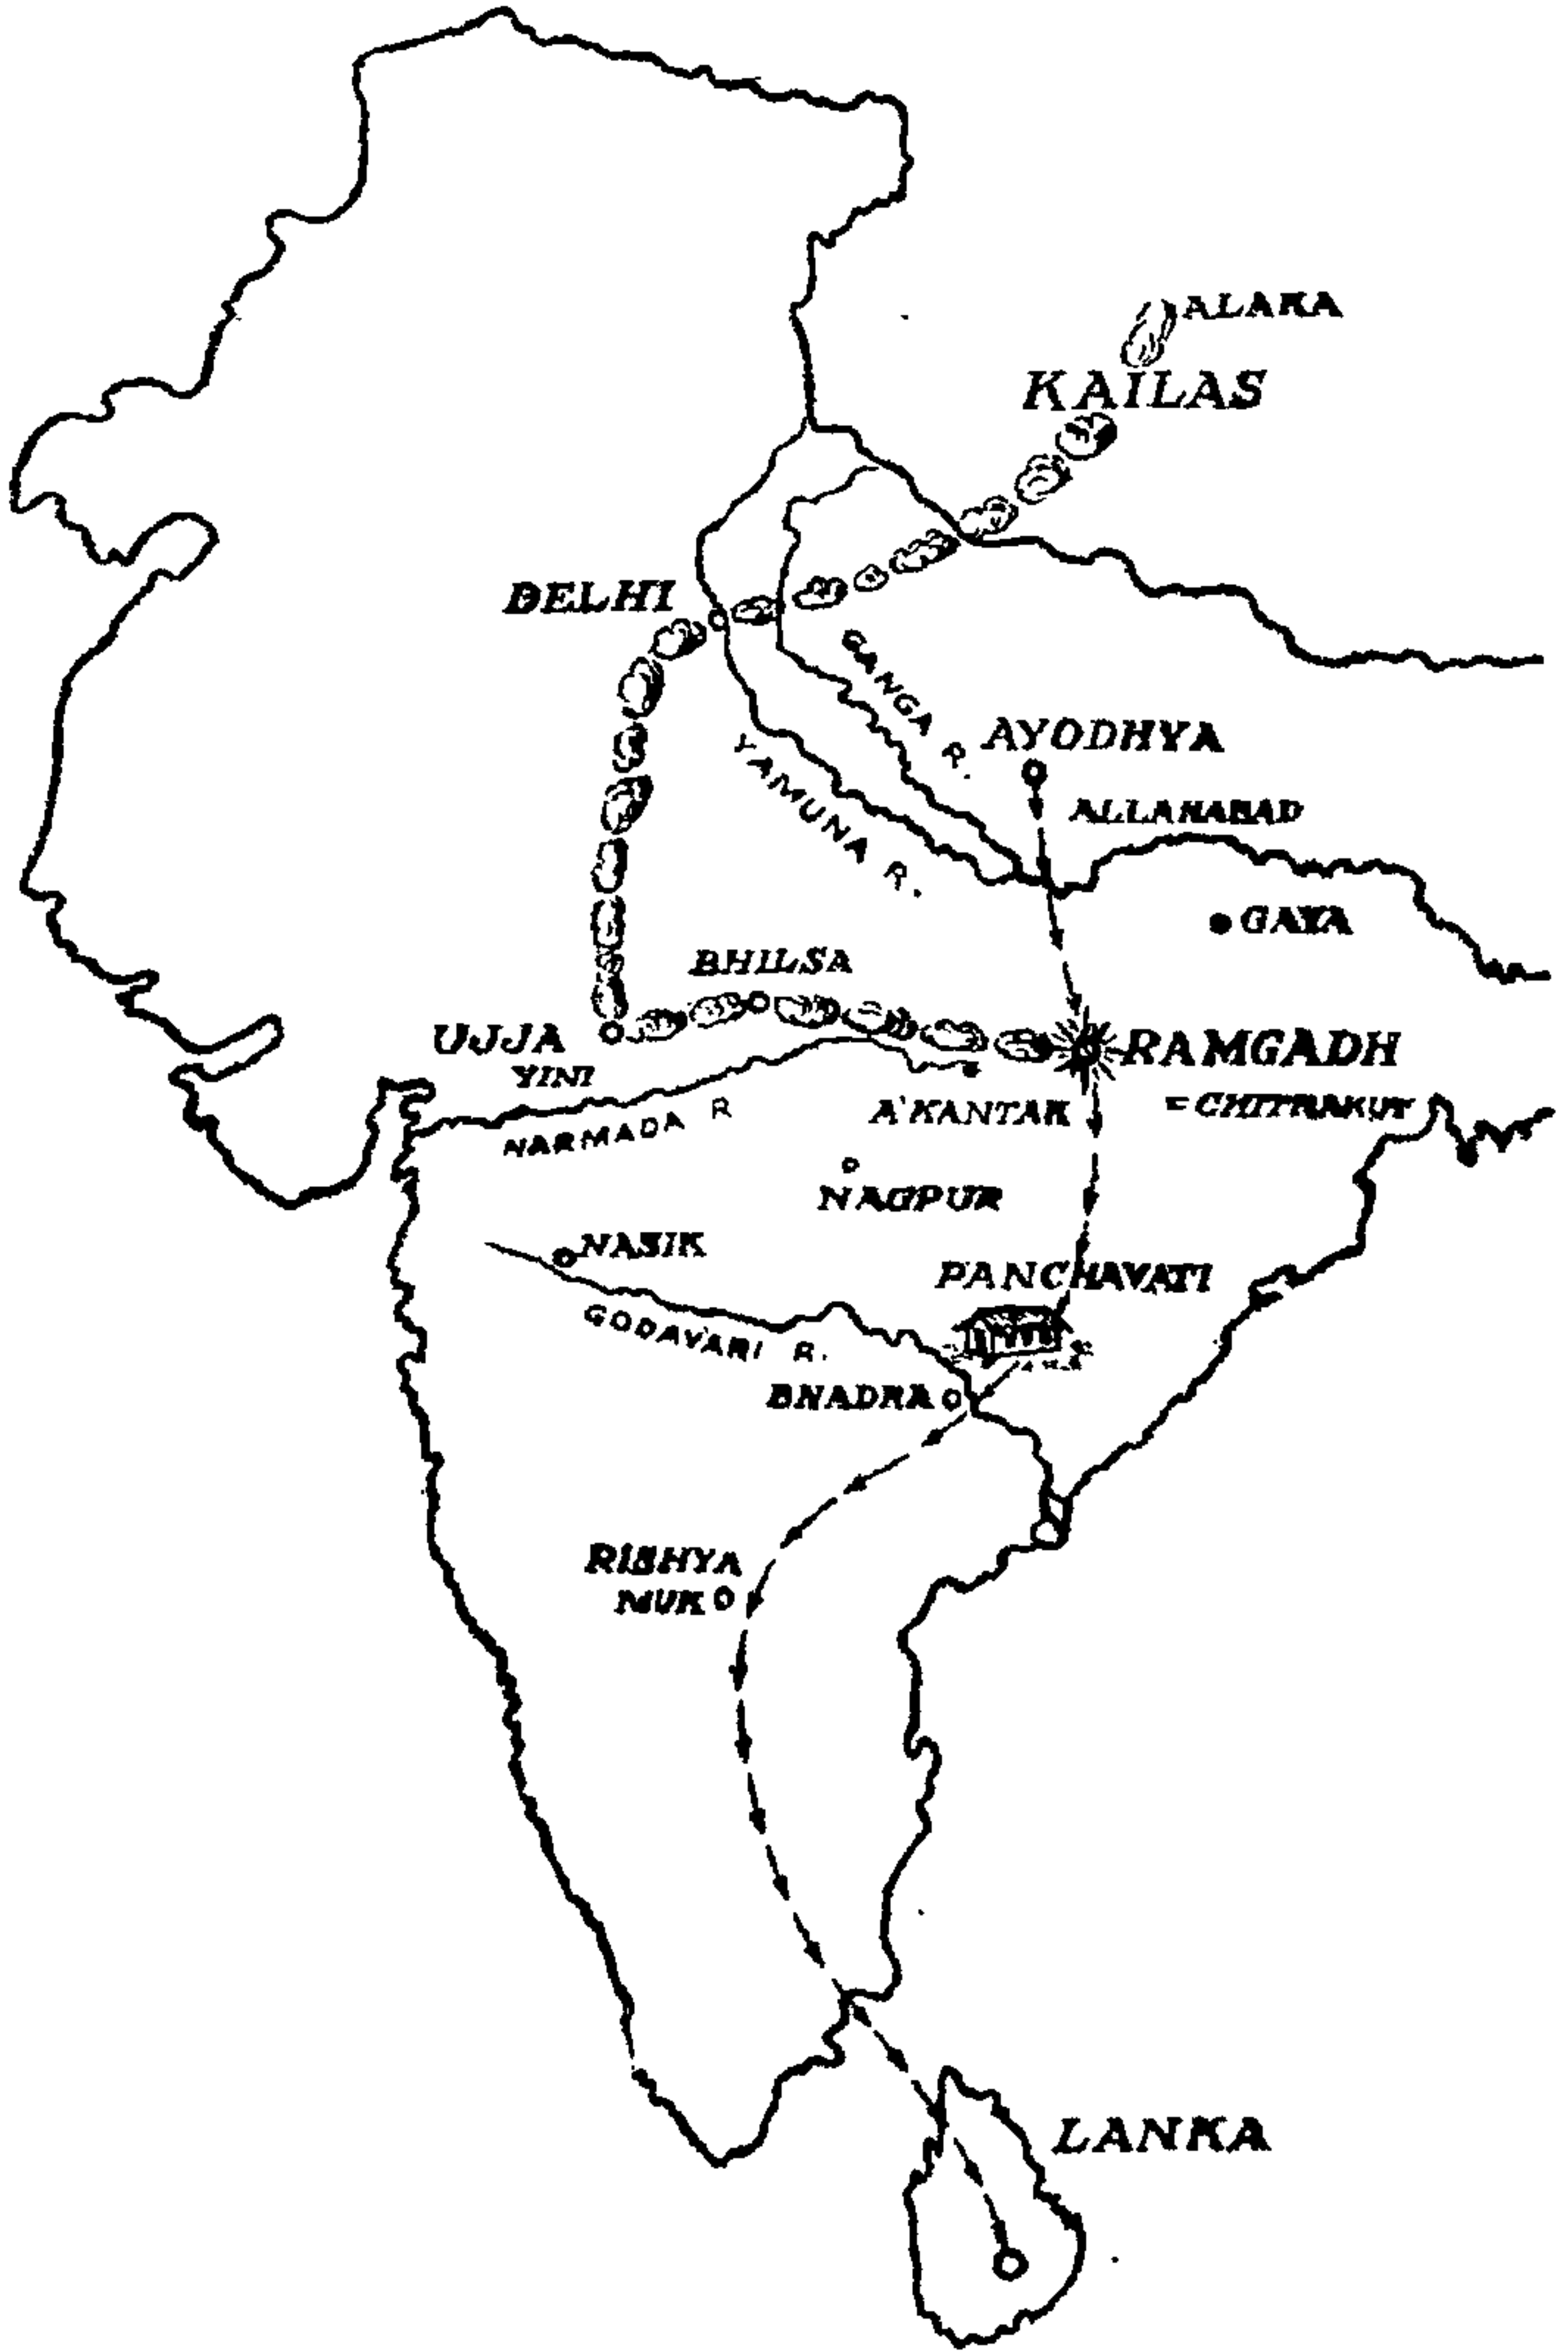 ALAKA
KAILAS
DELHI
GANGA R.
AYODHYA
YAMUNA R.
ALLAHABAD
GAYA
BHILSA
UJJA
YINI
RAMGADH
= CHITRAKUT
A'KANTAK
NARMADA R
NAGPUR
NASIK
PANCHAVATI
GODAVARI R.
BHADRA
RISHYA
MUK
LANKA